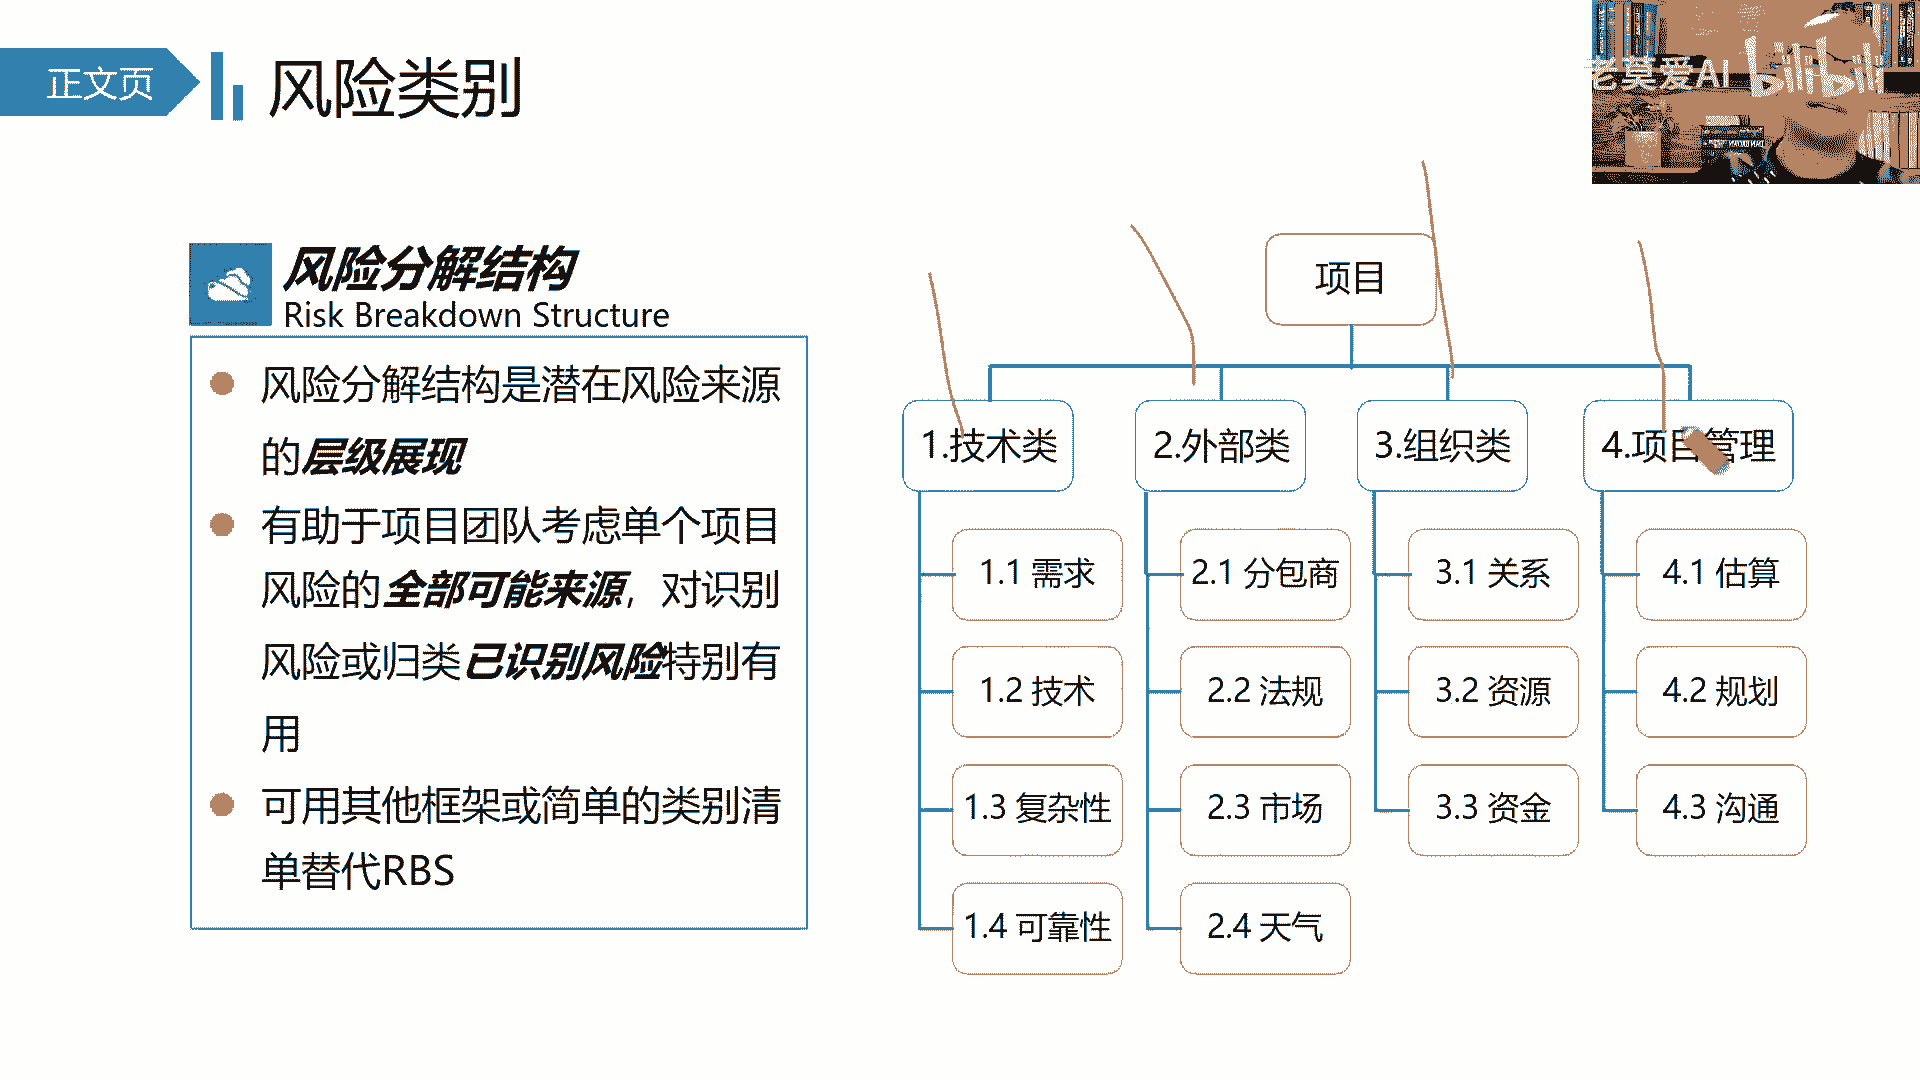 正文页
风险类别
老莫爱AI
bilibili
风险分解结构
Risk Breakdown Structure
风险分解结构是潜在风险来源
的层级展现
有助于项目团队考虑单个项目
风险的全部可能来源，对识别
风险或归类已识别风险特别有
用
可用其他框架或简单的类别清
单替代RBS
项目
1.技术类
2.外部类
3.组织类
4.项目管理
1.1 需求
2.1 分包商
3.1 关系
4.1 估算
1.2 技术
2.2 法规
3.2 资源
4.2 规划
1.3 复杂性
2.3 市场
3.3 资金
4.3 沟通
1.4 可靠性
2.4 天气